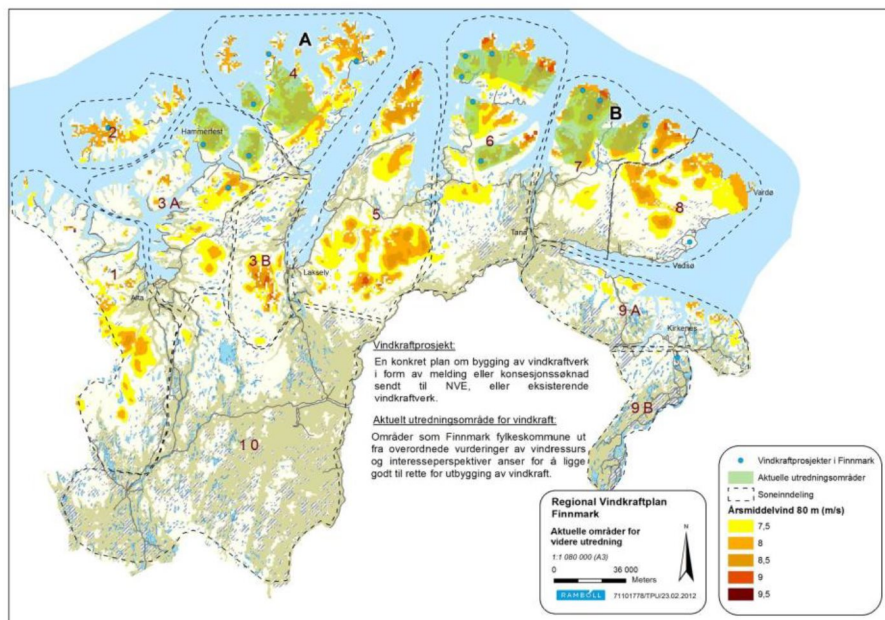 A
4
2
Hammerfest
B
6
3 A
7
5
8
Vardø
3 B
Tana
1
Lakselv
Vadsø
Alta
9 A
Kirkenes
Vindkraftprosjekt:
En konkret plan om bygging av vindkraftverk
i form av melding eller konsesjonssøknad
sendt til NVE, eller eksisterende
vindkraftverk.
9 B
Aktuelt utredningsområde for vindkraft:
Områder som Finnmark fylkeskommune ut
fra overordnede vurderinger av vindressurs
og interesseperspektiver anser for å ligge
godt til rette for utbygging av vindkraft.
1 0
Regional Vindkraftplan
Finnmark
Aktuelle områder for
videre utredning
1:1 080 000 (A3)
N
0 36 000
Meters
RAMBOLL 71101778/TPU/23.02.2012
Vindkraftprosjekter i Finnmark
Aktuelle utredningsområder
Soneinndeling
Årsmiddelvind 80 m (m/s)
7,5
8
8,5
9
9,5